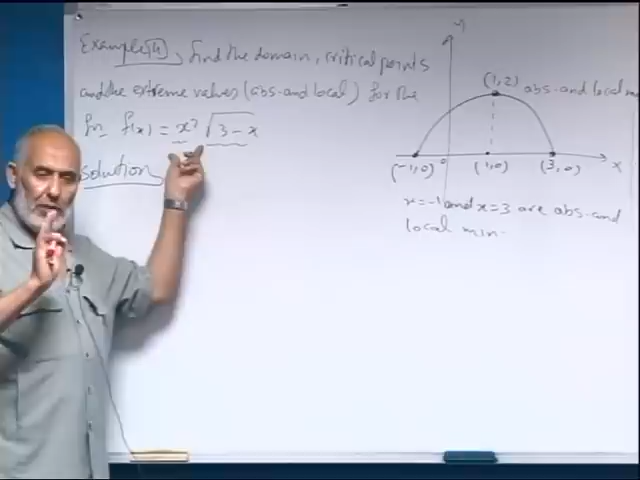 Example(4), find the domain, critical points
and the extreme values (abs. and local) for the
fn f(x) = x² √3-x
solution
y
(1,2) abs. and local m
(-1,0) 0 (1,0) (3,0) x
x=-1 and x=3 are abs. and
local min.